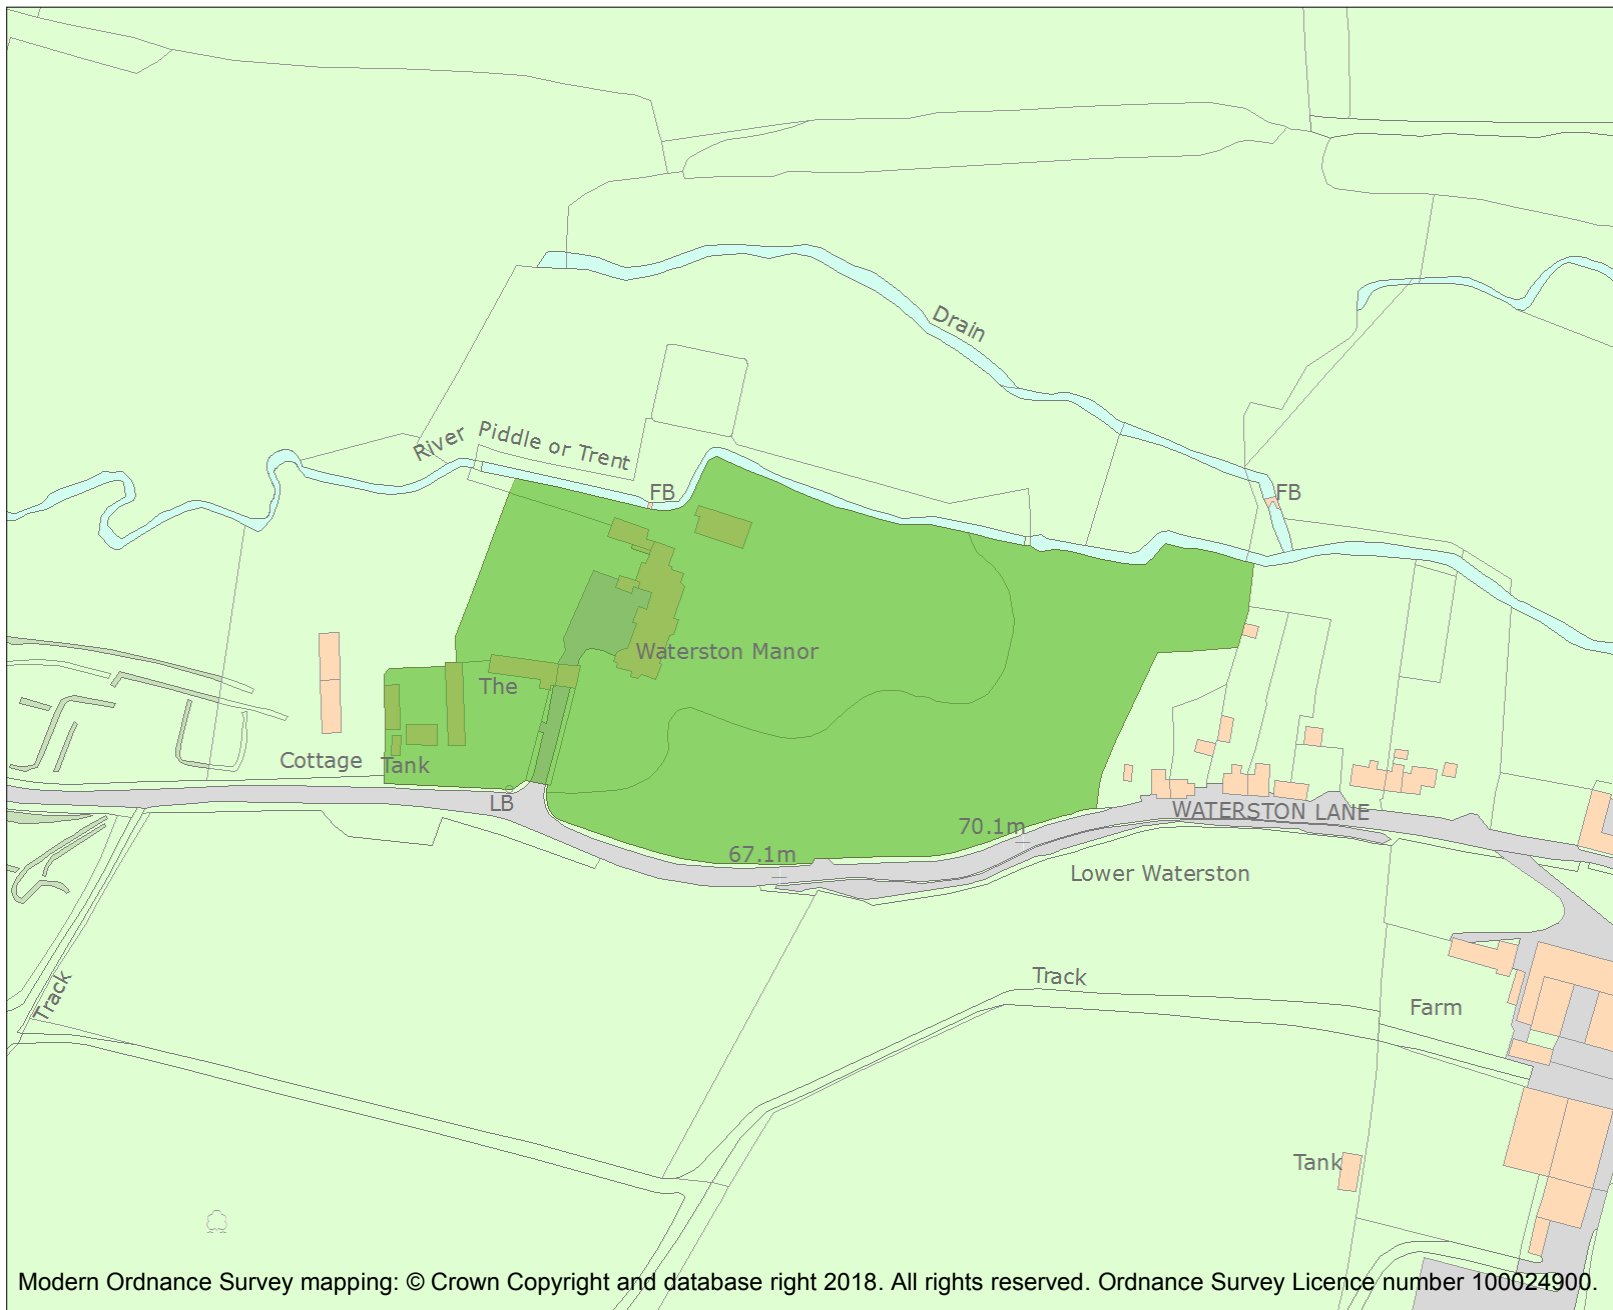 Drain
River Piddle or Trent
FB
FB
Waterston Manor
The
Cottage
Tank
LB
WATERSTON LANE
70.1m
67.1m
Lower Waterston
Track
Track
Farm
Tank
Modern Ordnance Survey mapping: © Crown Copyright and database right 2018. All rights reserved. Ordnance Survey Licence number 100024900.